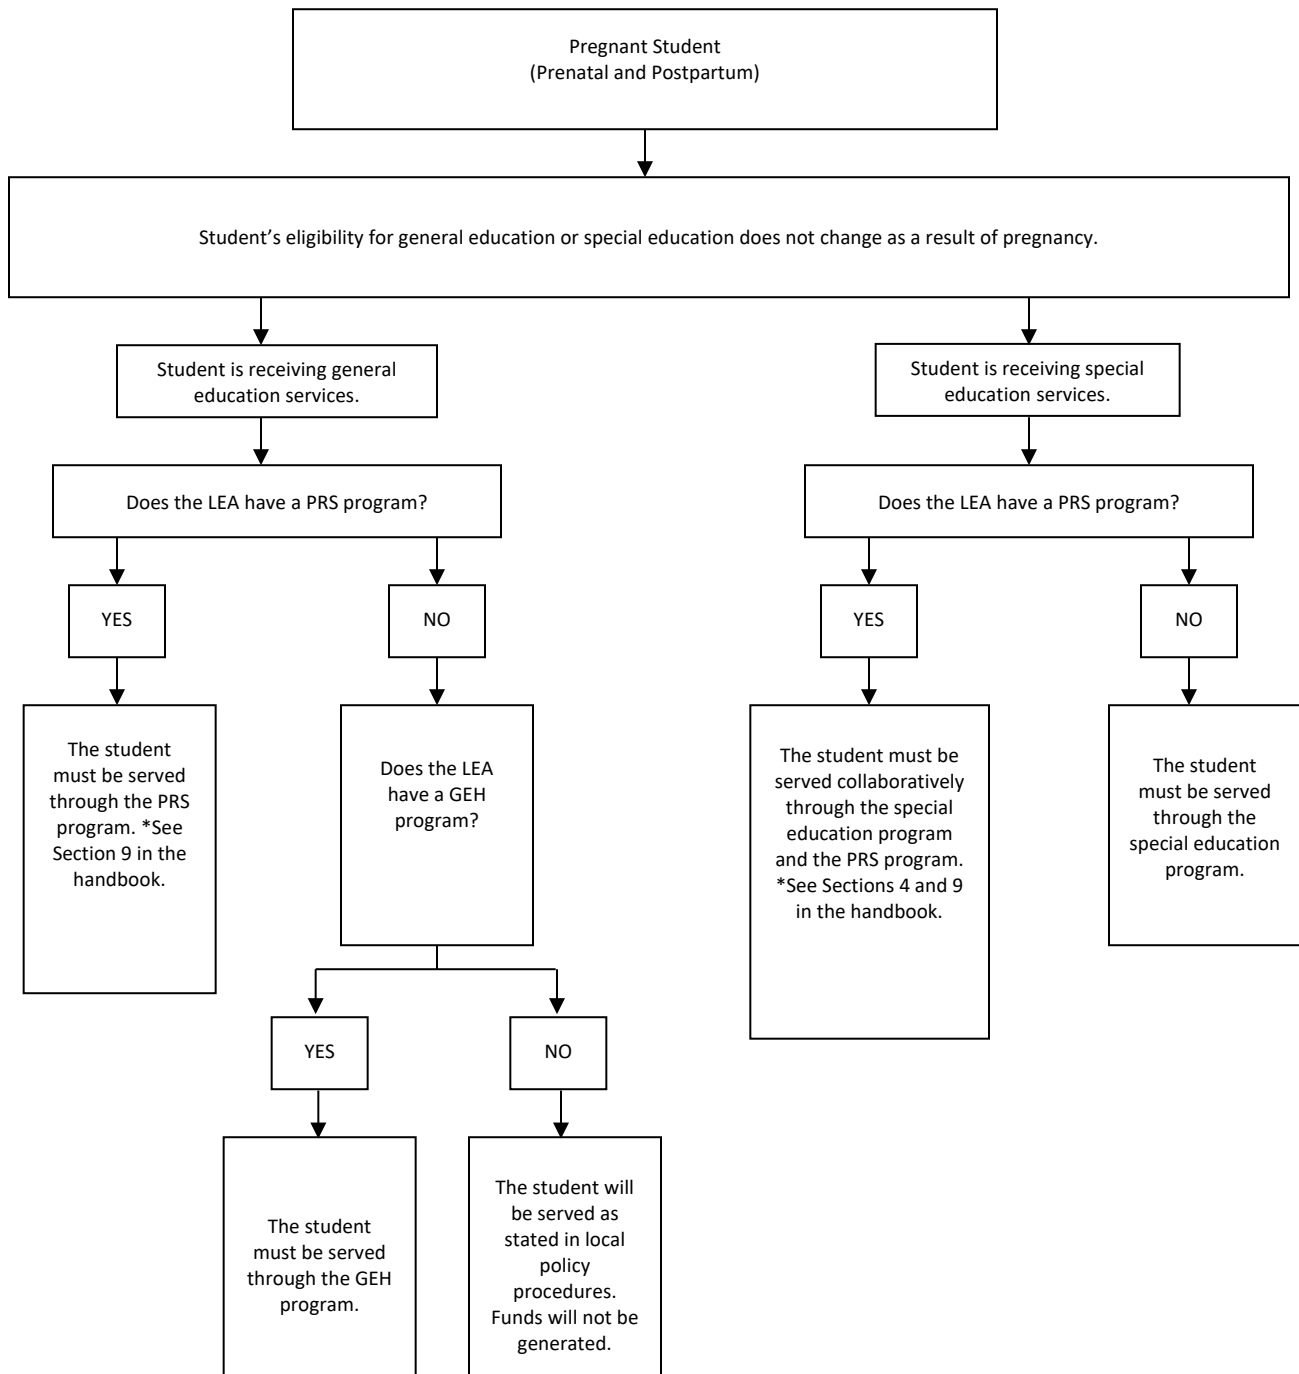 Pregnant Student
(Prenatal and Postpartum)
Student’s eligibility for general education or special education does not change as a result of pregnancy.
Student is receiving general
education services.
Student is receiving special
education services.
Does the LEA have a PRS program?
Does the LEA have a PRS program?
YES
NO
YES
NO
The student
must be served
through the PRS
program. *See
Section 9 in the
handbook.
Does the LEA
have a GEH
program?
The student must be
served collaboratively
through the special
education program
and the PRS program.
*See Sections 4 and 9
in the handbook.
The student
must be served
through the
special education
program.
YES
NO
The student
must be served
through the GEH
program.
The student will
be served as
stated in local
policy
procedures.
Funds will not be
generated.